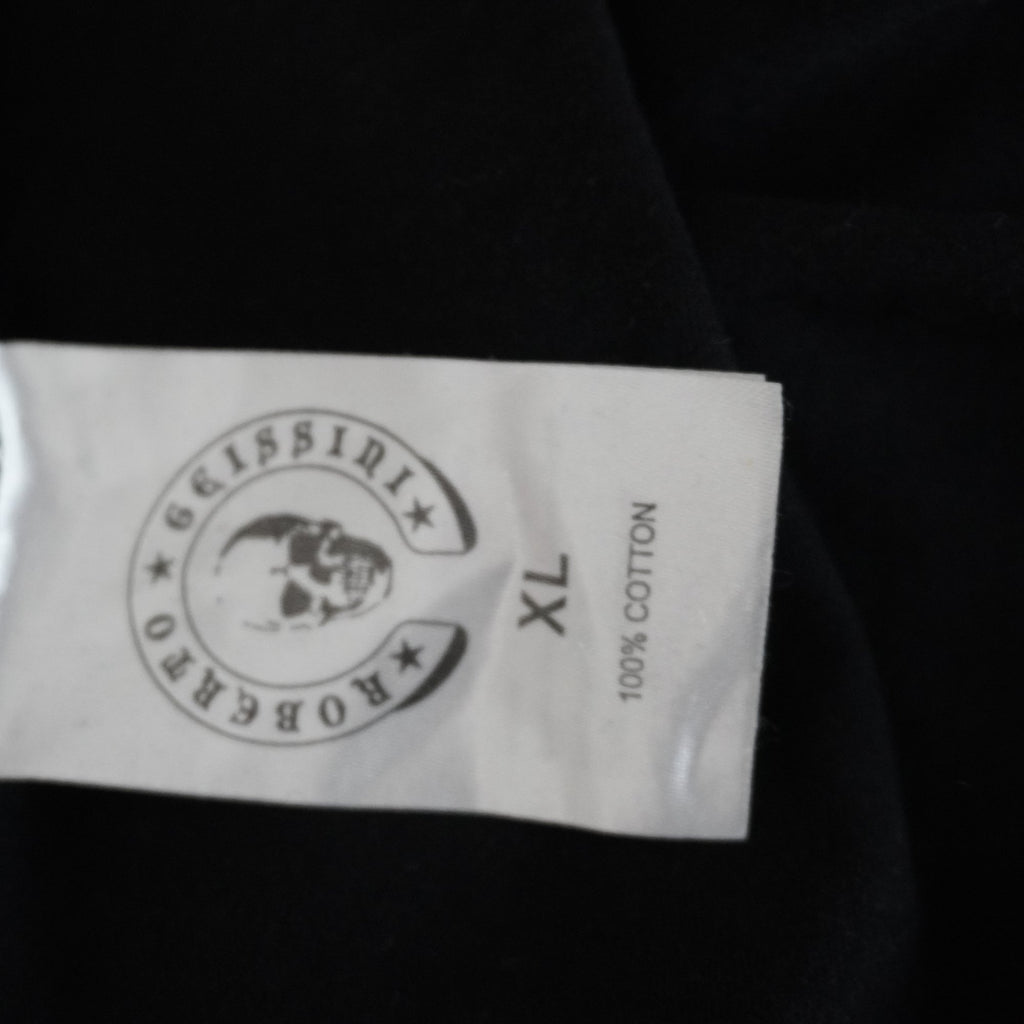 ROBERTO ★ GEISSINI
XL
100% COTTON